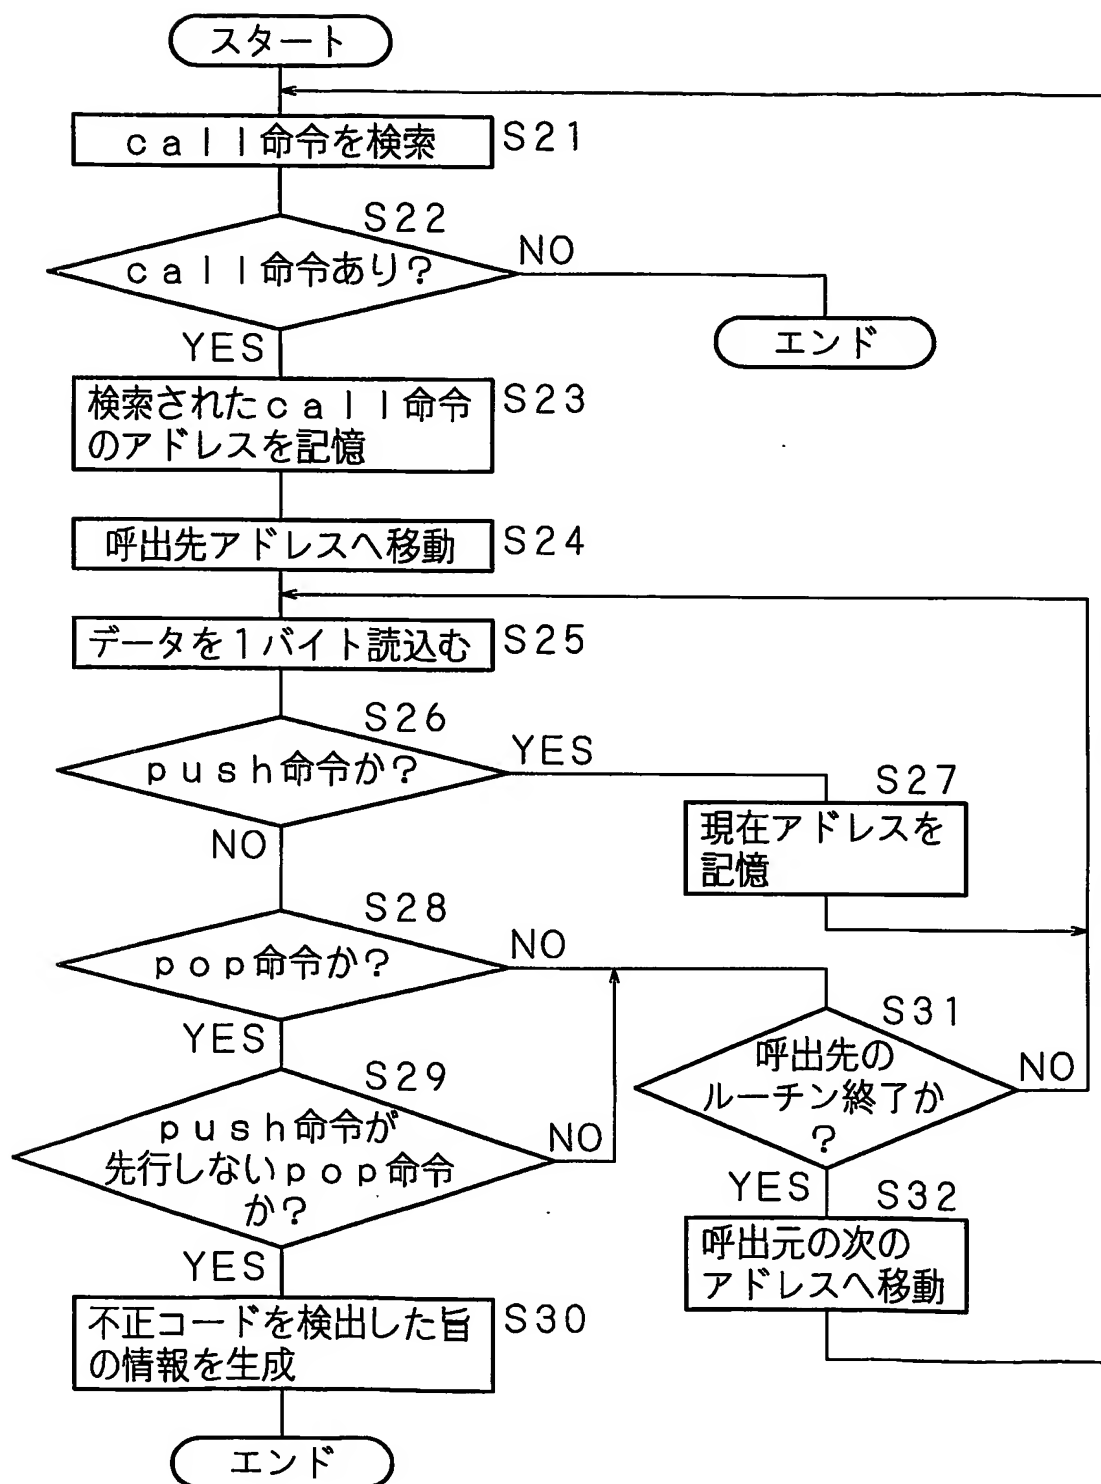 スタート
call命令を検索
S21
S22
call命令あり?
NO
エンド
YES
検索されたcall命令
のアドレスを記憶
S23
呼出先アドレスへ移動
S24
データを1バイト読込む
S25
S26
push命令か?
YES
S27
現在アドレスを
記憶
NO
S28
pop命令か?
NO
YES
S31
呼出先の
ルーチン終了か
?
NO
S29
push命令が
先行しないpop命令
か?
NO
YES
S32
呼出元の次の
アドレスへ移動
YES
不正コードを検出した旨
の情報を生成
S30
エンド